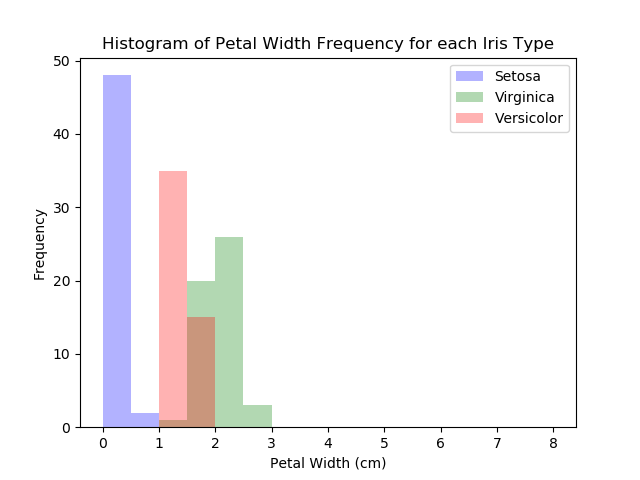 Histogram of Petal Width Frequency for each Iris Type
Setosa
Virginica
Versicolor
50
40
30
20
10
0
Frequency
0 1 2 3 4 5 6 7 8
Petal Width (cm)